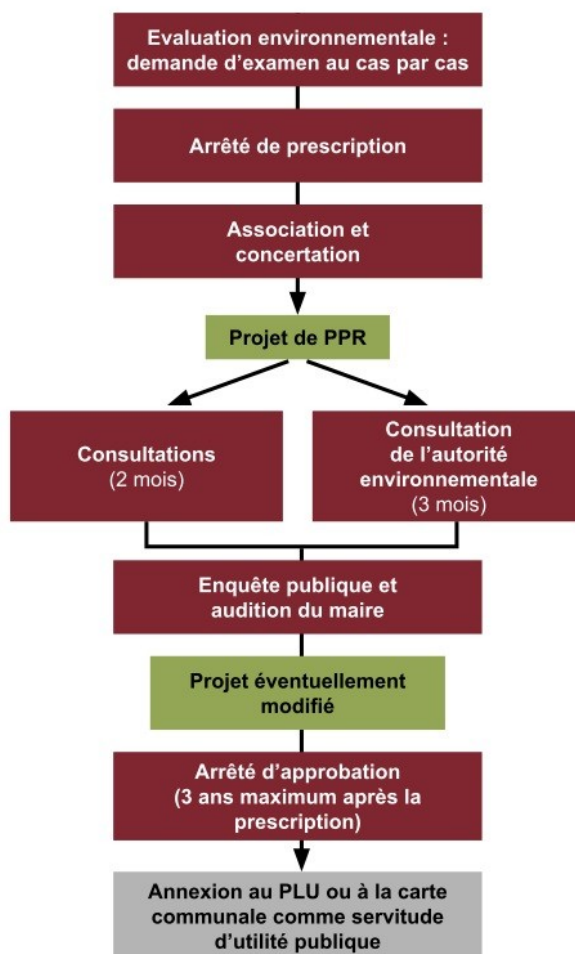 Evaluation environnementale :
demande d'examen au cas par cas
Arrêté de prescription
Association et
concertation
Projet de PPR
Consultations
(2 mois)
Consultation
de l'autorité
environnementale
(3 mois)
Enquête publique et
audition du maire
Projet éventuellement
modifié
Arrêté d'approbation
(3 ans maximum après la
prescription)
Annexion au PLU ou à la carte
communale comme servitude
d'utilité publique